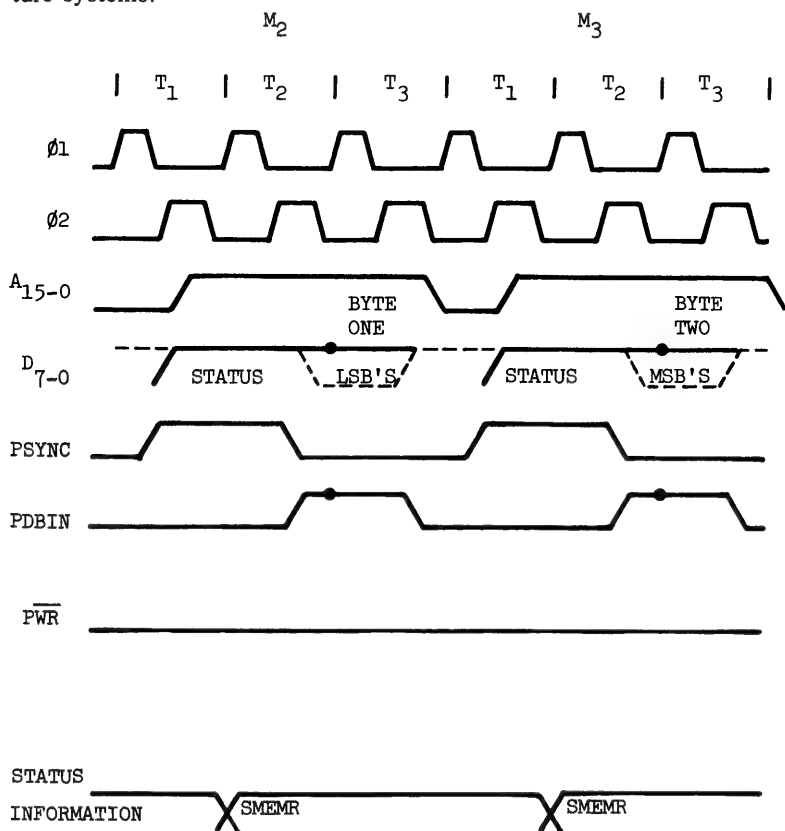 ture systems.
M2 M3
| T1 | T2 | T3 | T1 | T2 | T3 |
Ø1
Ø2
A15-0
BYTE BYTE
ONE TWO
D7-0
STATUS LSB'S STATUS MSB'S
PSYNC
PDBIN
PWR
STATUS
INFORMATION SMEMR SMEMR